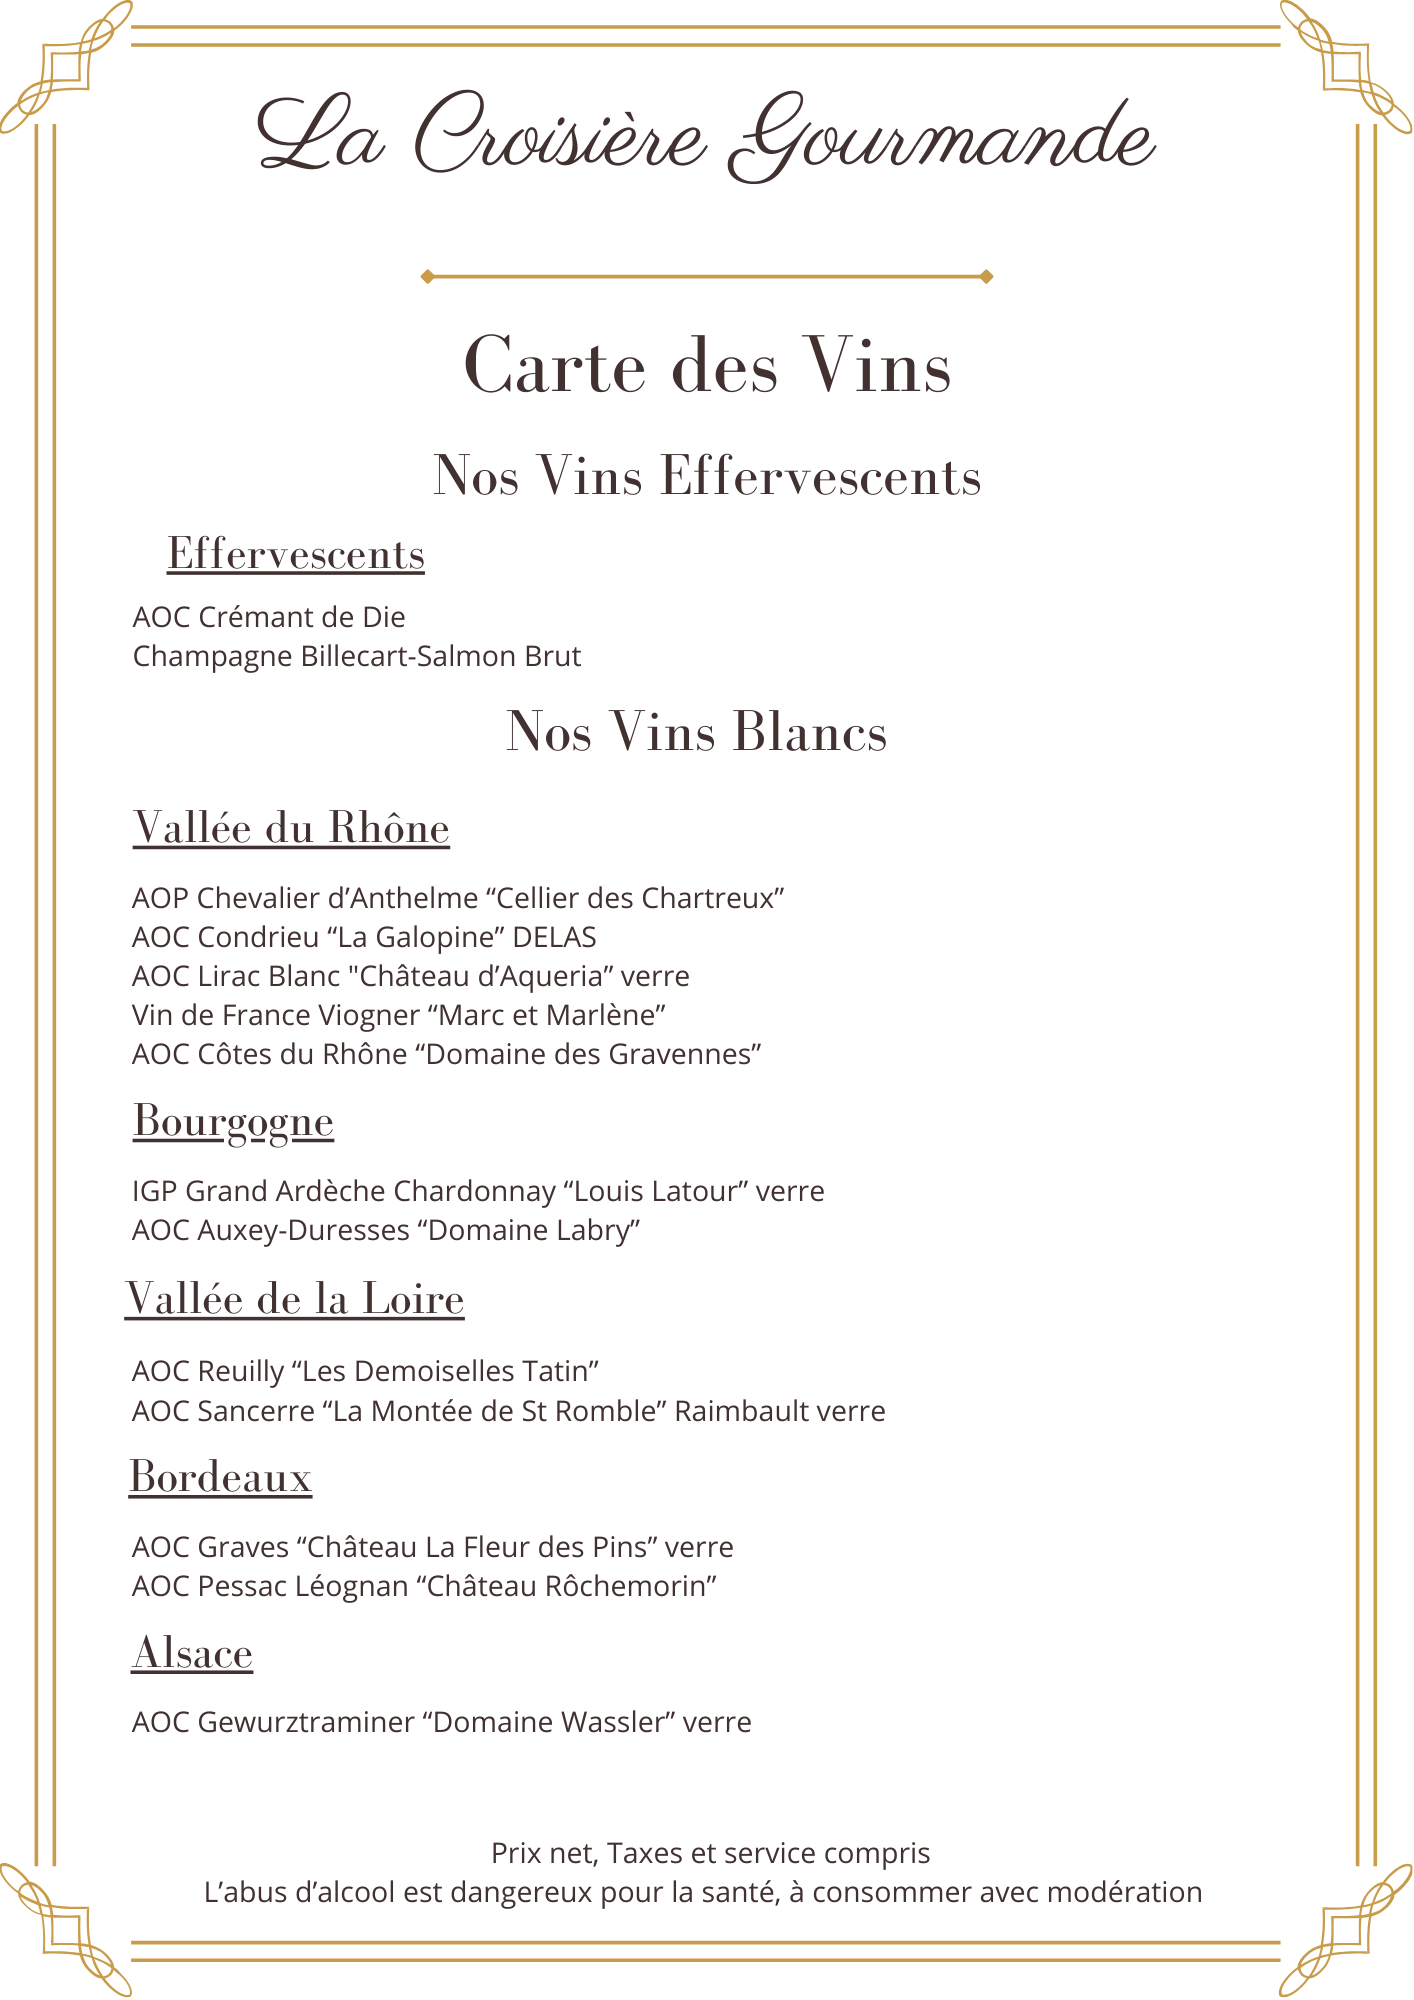 La Croisière Gourmande
Carte des Vins
Nos Vins Effervescents
Effervescents
AOC Crémant de Die
Champagne Billecart-Salmon Brut
Nos Vins Blancs
Vallée du Rhône
AOP Chevalier d’Anthelme “Cellier des Chartreux”
AOC Condrieu “La Galopine” DELAS
AOC Lirac Blanc "Château d’Aqueria” verre
Vin de France Viogner “Marc et Marlène”
AOC Côtes du Rhône “Domaine des Gravennes”
Bourgogne
IGP Grand Ardèche Chardonnay “Louis Latour” verre
AOC Auxey-Duresses “Domaine Labry”
Vallée de la Loire
AOC Reuilly “Les Demoiselles Tatin”
AOC Sancerre “La Montée de St Romble” Raimbault verre
Bordeaux
AOC Graves “Château La Fleur des Pins” verre
AOC Pessac Léognan “Château Rôchemorin”
Alsace
AOC Gewurztraminer “Domaine Wassler” verre
Prix net, Taxes et service compris
L’abus d’alcool est dangereux pour la santé, à consommer avec modération